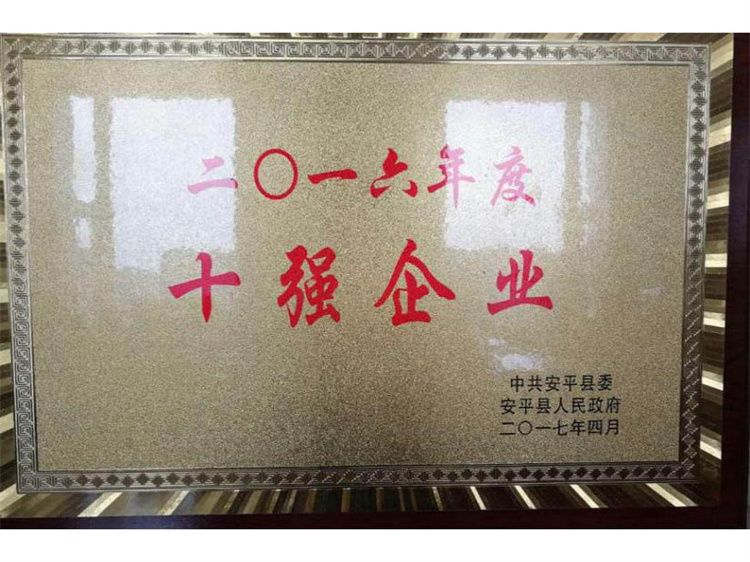 二〇一六年度
十强企业
中共安平县委
安平县人民政府
二〇一七年四月